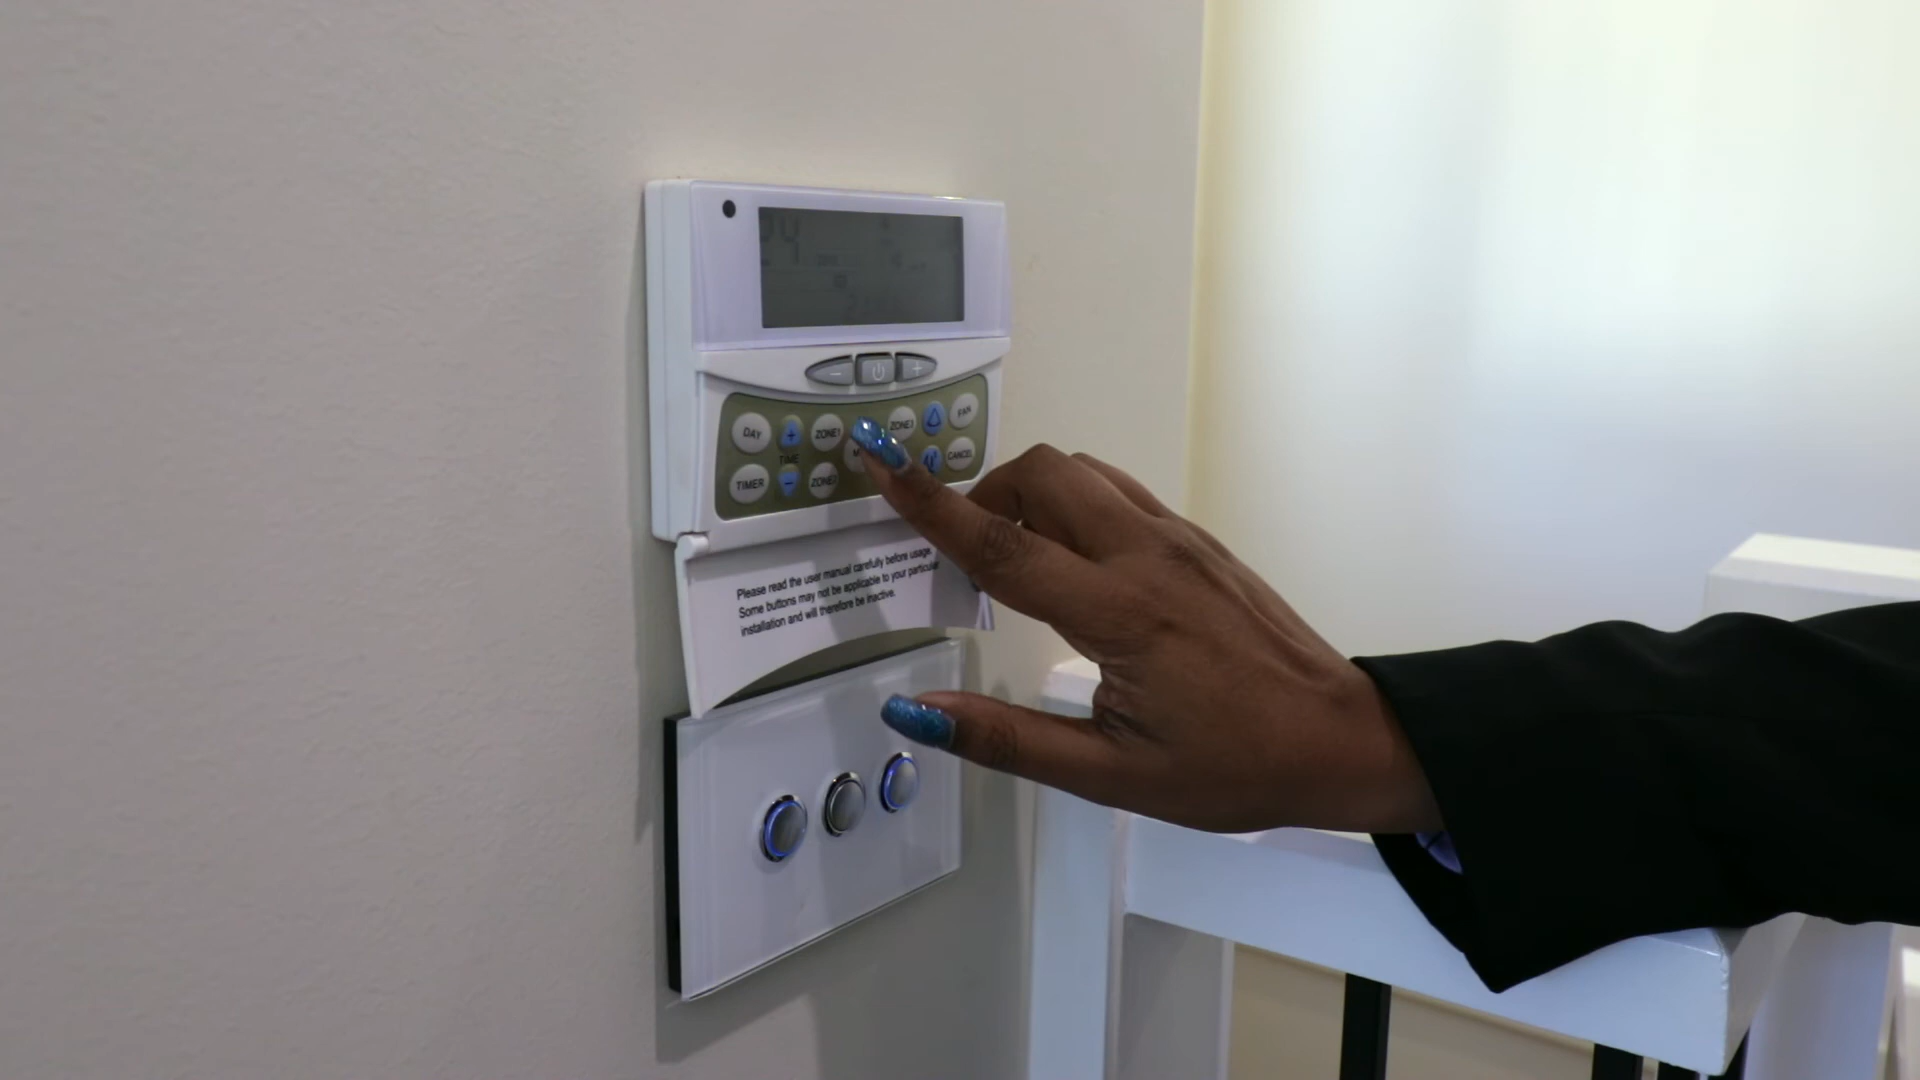 DAY + ZONE1 ZONE3 FAN
TIME
TIMER - ZONE2 CANCEL
Please read the user manual carefully before usage.
Some buttons may not be applicable to your particular
installation and will therefore be inactive.